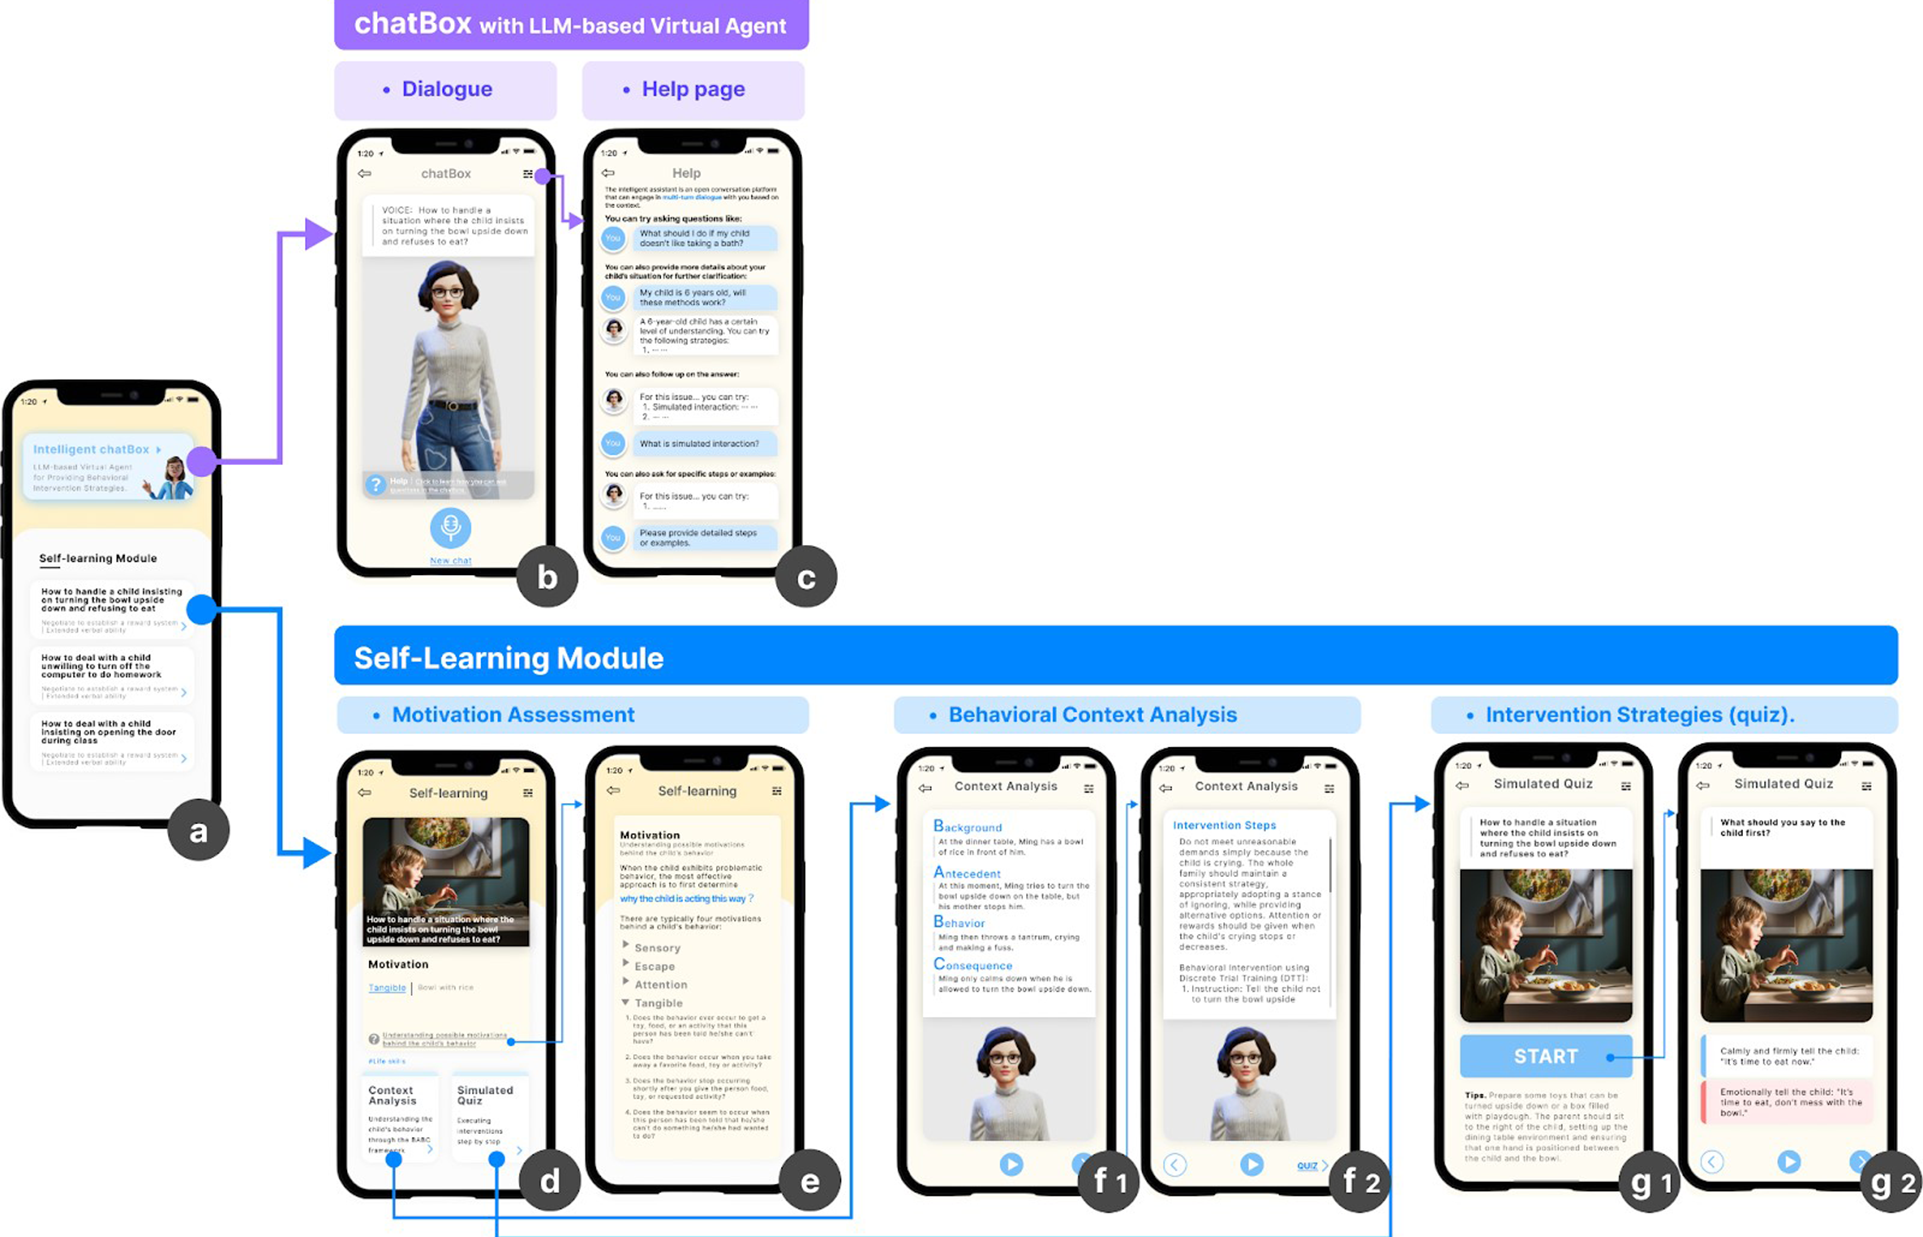 chatBox with LLM-based Virtual Agent
• Dialogue
• Help page
1:20
chatBox
VOICE: How to handle a
situation where the child insists
on turning the bowl upside down
and refuses to eat?
Help | Click to learn how you can ask
questions in the chatbox.
New chat
b
1:20
Help
The intelligent assistant is an open conversation platform
that can engage in multi-turn dialogue with you based on
the context.
You can try asking questions like:
You
What should I do if my child
doesn't like taking a bath?
You can also provide more details about your
child's situation for further clarification:
You
My child is 6 years old, will
these methods work?
A 6-year-old child has a certain
level of understanding. You can try
the following strategies:
1. ... ...
You can also follow up on the answer:
For this issue... you can try:
1. Simulated interaction: ... ...
2. ... ...
You
What is simulated interaction?
You can also ask for specific steps or examples:
For this issue... you can try:
1. ......
You
Please provide detailed steps
or examples.
c
1:20
Intelligent chatBox
LLM-based Virtual Agent
for Providing Behavioral
Intervention Strategies.
Self-learning Module
How to handle a child insisting
on turning the bowl upside
down and refusing to eat
Negotiate to establish a reward system
| Extended verbal ability
How to deal with a child
unwilling to turn off the
computer to do homework
Negotiate to establish a reward system
| Extended verbal ability
How to deal with a child
insisting on opening the door
during class
Negotiate to establish a reward system
| Extended verbal ability
a
Self-Learning Module
• Motivation Assessment
• Behavioral Context Analysis
• Intervention Strategies (quiz).
1:20
Self-learning
How to handle a situation where the
child insists on turning the bowl
upside down and refuses to eat?
Motivation
Tangible | Bowl with rice
? Understanding possible motivations
behind the child's behavior
#Life skills
Context
Analysis
Understanding the
child's behavior
through the BABC
framework
Simulated
Quiz
Executing
interventions
step by stop
d
1:20
Self-learning
Motivation
Understanding possible motivations
behind the child's behavior
When the child exhibits problematic
behavior, the most effective
approach is to first determine
why the child is acting this way ?
There are typically four motivations
behind a child's behavior:
Sensory
Escape
Attention
Tangible
1. Does the behavior ever occur to get a
toy, food, or an activity that this
person has been told he/she can't
have?
2. Does the behavior occur when you take
away a favorite food, toy or activity?
3. Does the behavior stop occurring
shortly after you give the person food,
toy, or requested activity?
4. Does the behavior seem to occur when
this person has been told that he/she
can't do something he/she had wanted
to do?
e
1:20
Context Analysis
Background
At the dinner table, Ming has a bowl
of rice in front of him.
Antecedent
At this moment, Ming tries to turn the
bowl upside down on the table, but
his mother stops him.
Behavior
Ming then throws a tantrum, crying
and making a fuss.
Consequence
Ming only calms down when he is
allowed to turn the bowl upside down.
f 1
1:20
Context Analysis
Intervention Steps
Do not meet unreasonable
demands simply because the
child is crying. The whole
family should maintain a
consistent strategy,
appropriately adopting a stance
of ignoring, while providing
alternative options. Attention or
rewards should be given when
the child's crying stops or
decreases.
Behavioral Intervention using
Discrete Trial Training (DTT):
1. Instruction: Tell the child not
to turn the bowl upside
QUIZ
f 2
1:20
Simulated Quiz
How to handle a situation
where the child insists on
turning the bowl upside down
and refuses to eat?
START
Tips. Prepare some toys that can be
turned upside down or a box filled
with playdough. The parent should sit
to the right of the child, setting up the
dining table environment and ensuring
that one hand is positioned between
the child and the bowl.
g 1
1:20
Simulated Quiz
What should you say to the
child first?
Calmly and firmly tell the child:
"It's time to eat now."
Emotionally tell the child: "It's
time to eat, don't mess with the
bowl."
g 2